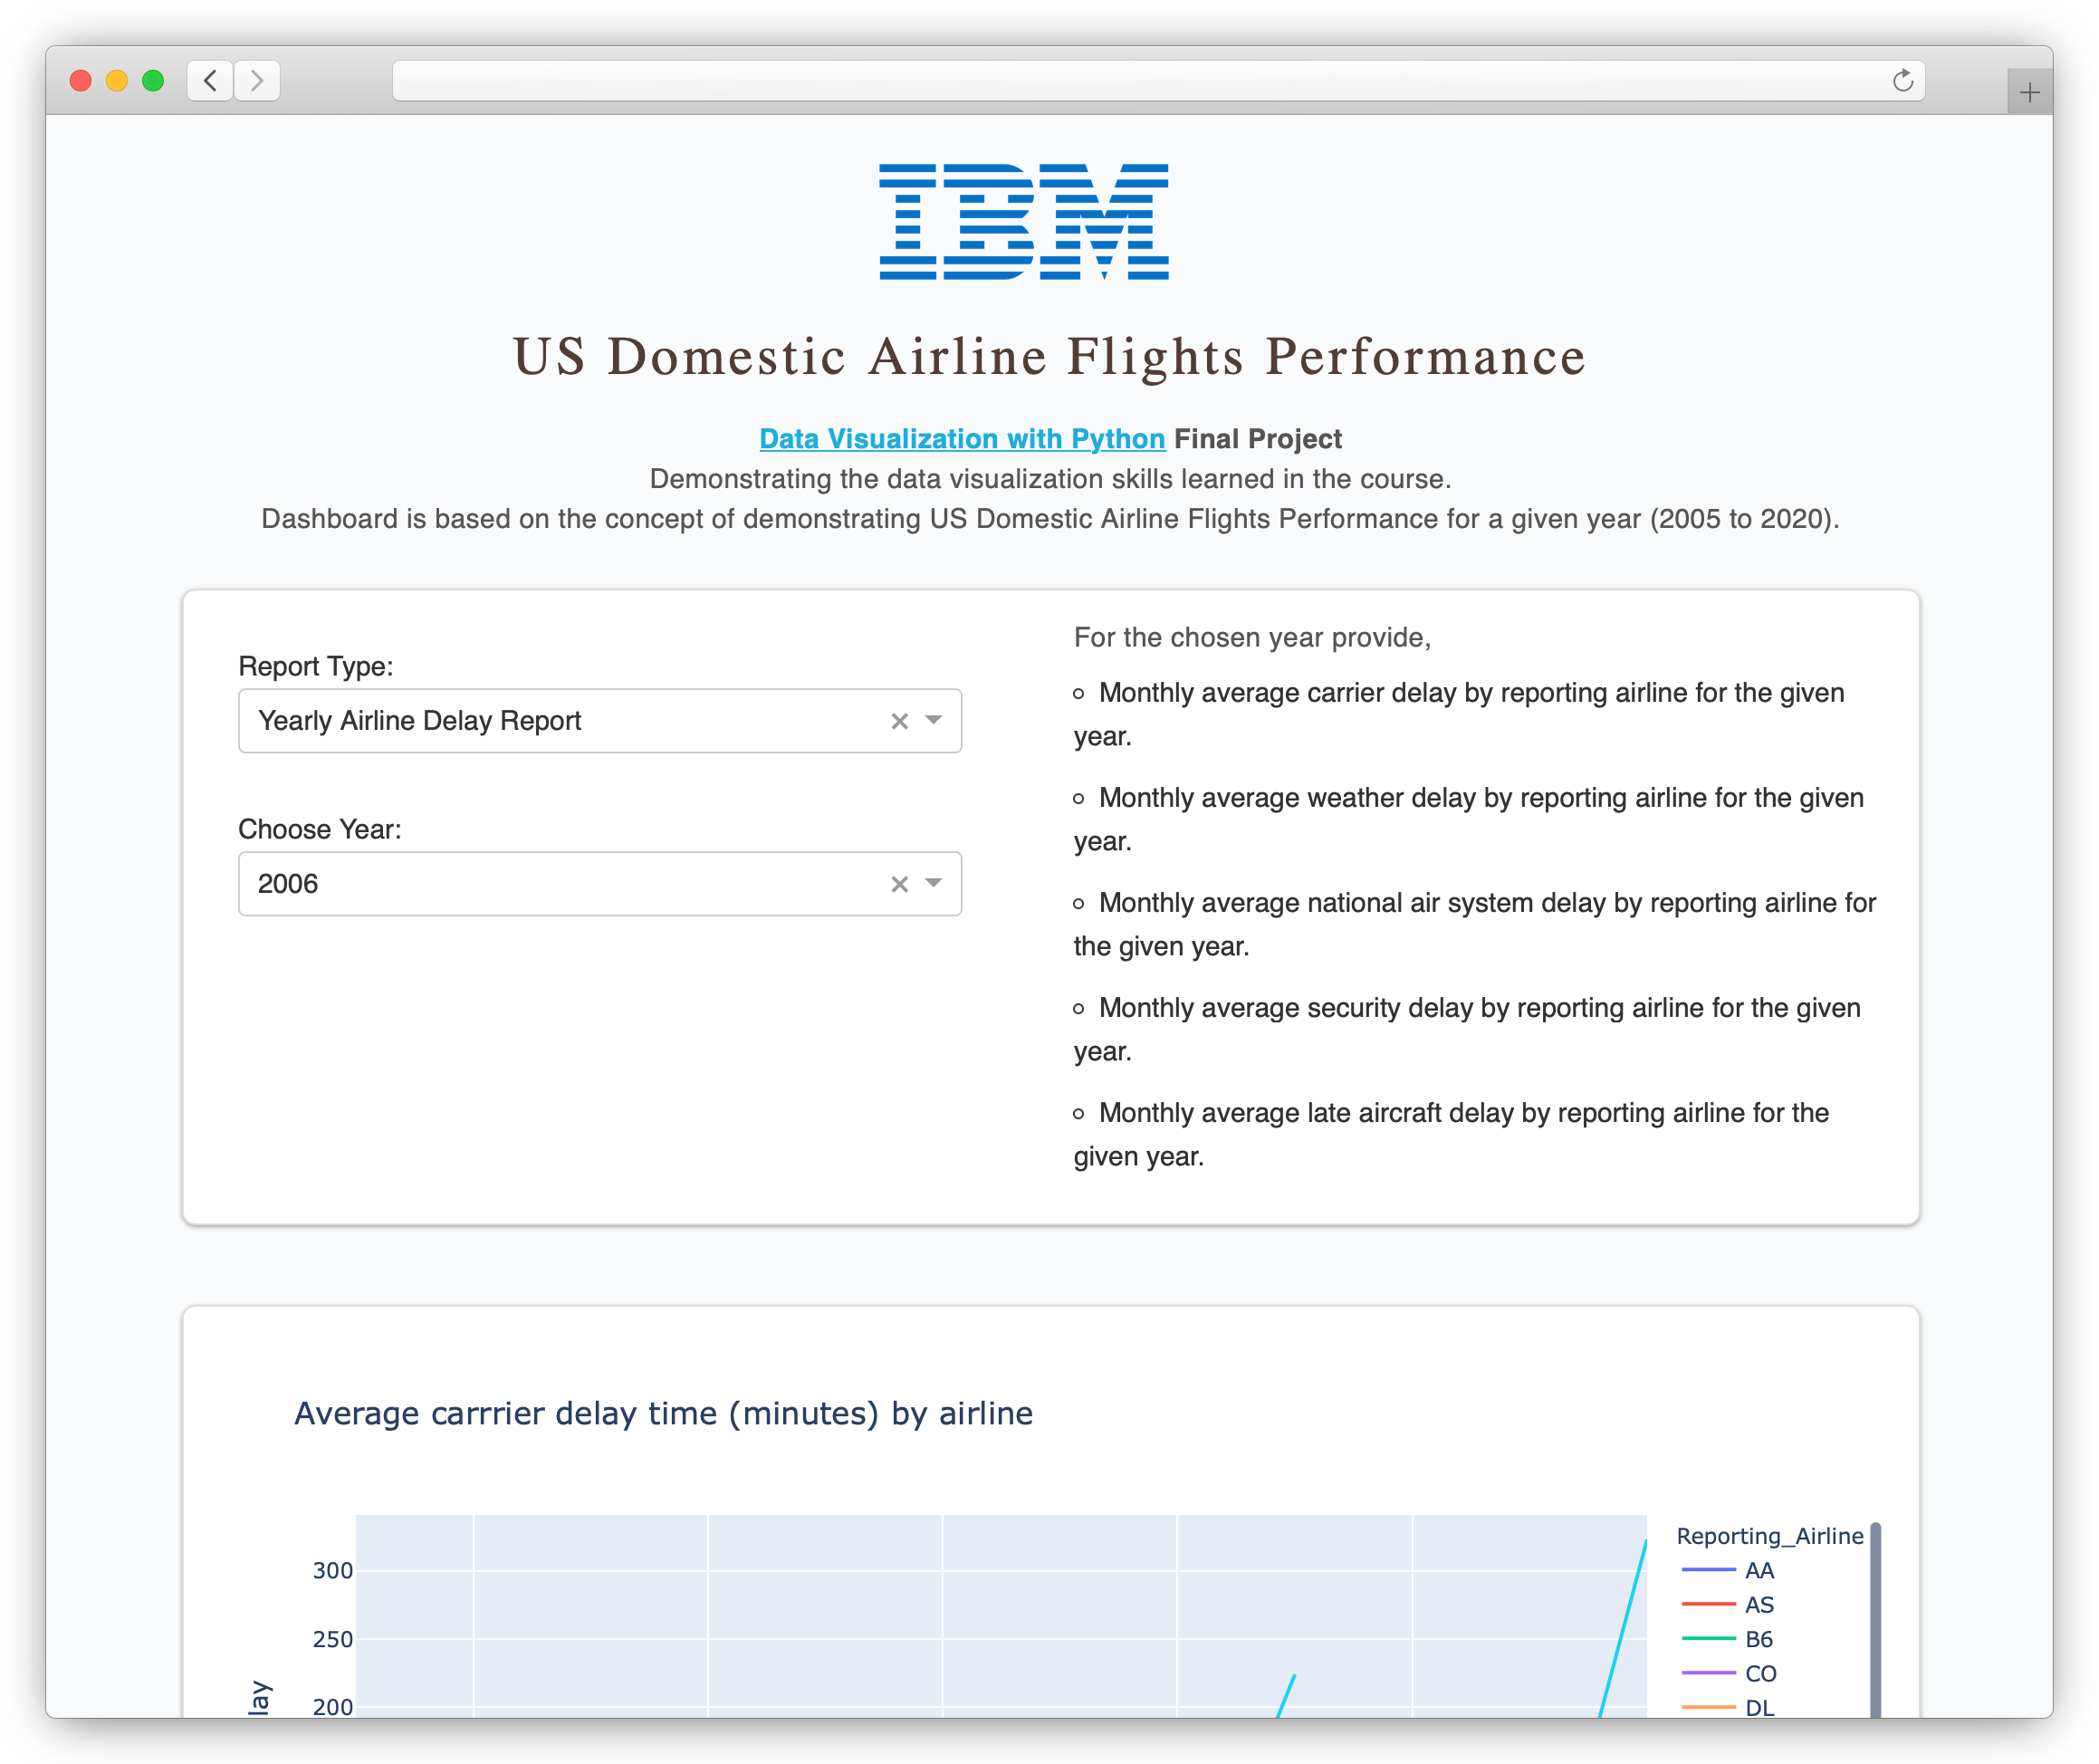 IBM
US Domestic Airline Flights Performance
Data Visualization with Python Final Project
Demonstrating the data visualization skills learned in the course.
Dashboard is based on the concept of demonstrating US Domestic Airline Flights Performance for a given year (2005 to 2020).
Report Type:
Yearly Airline Delay Report
Choose Year:
2006
For the chosen year provide,
Monthly average carrier delay by reporting airline for the given
year.
Monthly average weather delay by reporting airline for the given
year.
Monthly average national air system delay by reporting airline for
the given year.
Monthly average security delay by reporting airline for the given
year.
Monthly average late aircraft delay by reporting airline for the
given year.
Average carrrier delay time (minutes) by airline
300
250
200
lay
Reporting_Airline
AA
AS
B6
CO
DL